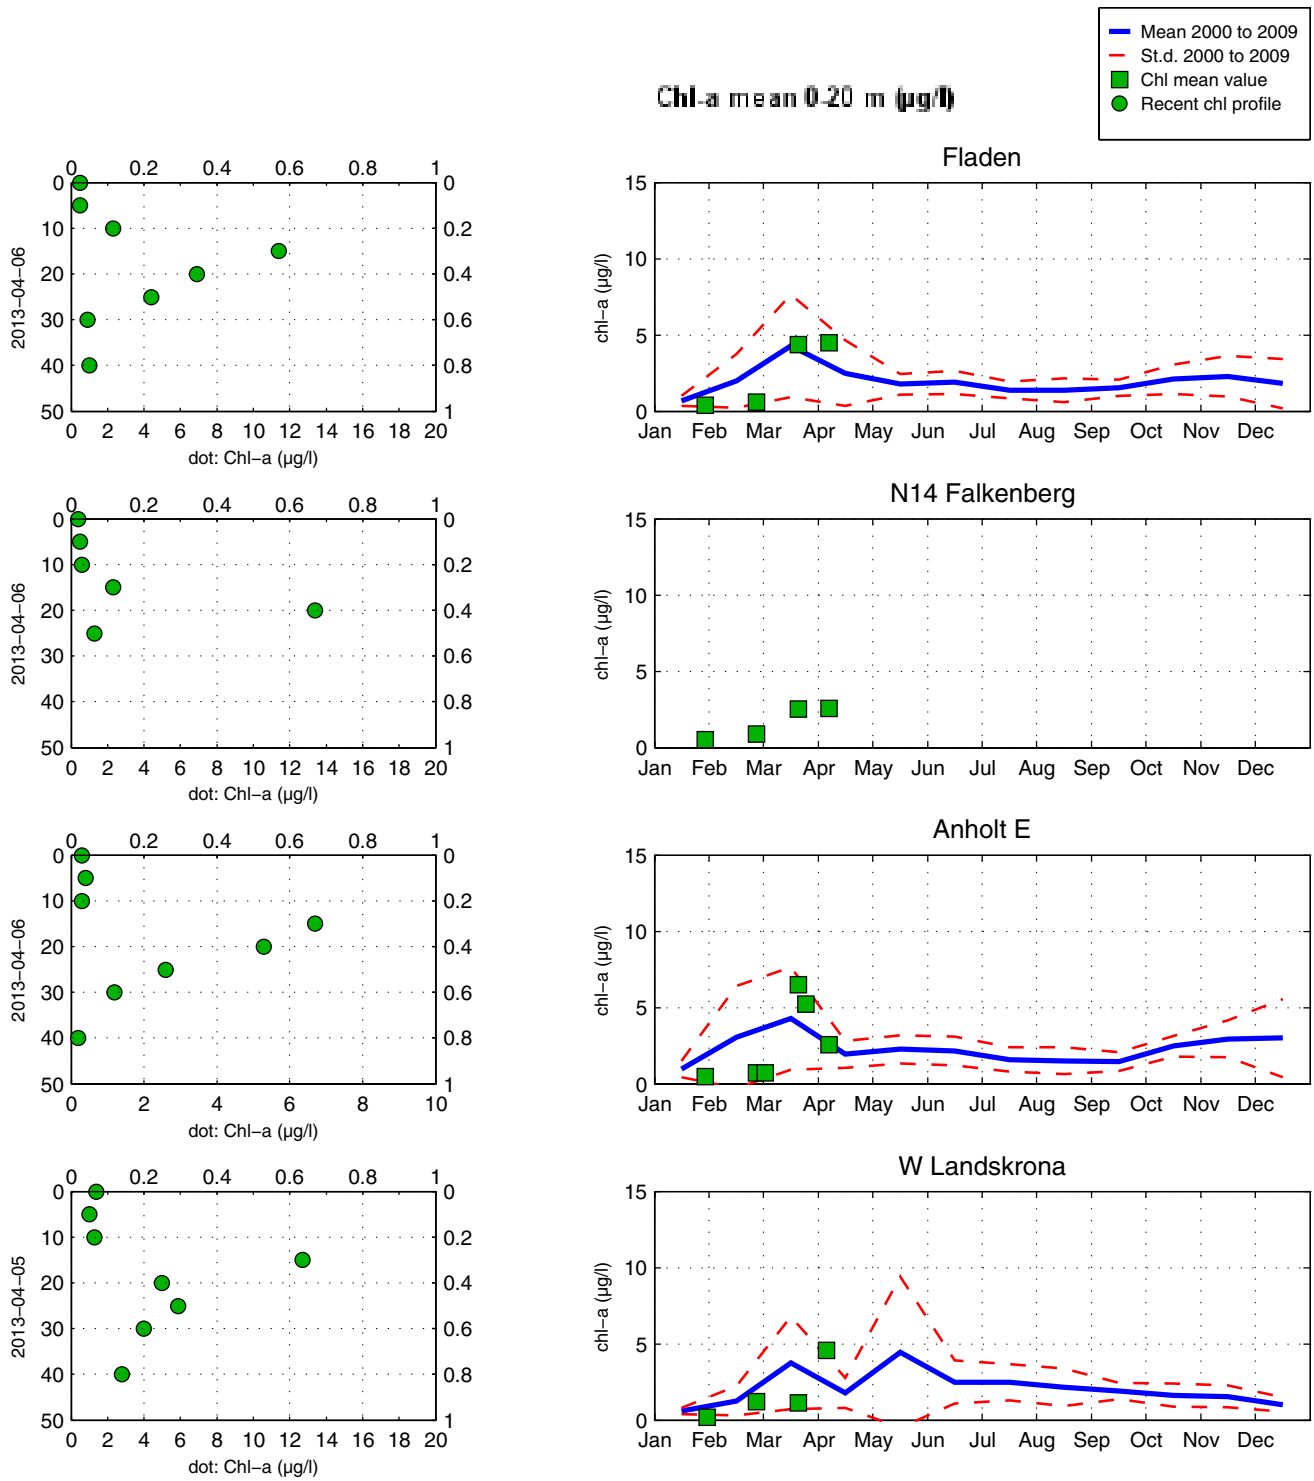 Mean 2000 to 2009
St.d. 2000 to 2009
Chl mean value
Recent chl profile
Chl-a mean 0-20 m (µg/l)
0 0.2 0.4 0.6 0.8 1
0 10 20 30 40 50
0 0.2 0.4 0.6 0.8 1
0 2 4 6 8 10 12 14 16 18 20
2013-04-06
dot: Chl-a (µg/l)
Fladen
15 10 5 0
chl-a (µg/l)
Jan Feb Mar Apr May Jun Jul Aug Sep Oct Nov Dec
0 0.2 0.4 0.6 0.8 1
0 10 20 30 40 50
0 0.2 0.4 0.6 0.8 1
0 2 4 6 8 10 12 14 16 18 20
2013-04-06
dot: Chl-a (µg/l)
N14 Falkenberg
15 10 5 0
chl-a (µg/l)
Jan Feb Mar Apr May Jun Jul Aug Sep Oct Nov Dec
0 0.2 0.4 0.6 0.8 1
0 10 20 30 40 50
0 0.2 0.4 0.6 0.8 1
0 2 4 6 8 10
2013-04-06
dot: Chl-a (µg/l)
Anholt E
15 10 5 0
chl-a (µg/l)
Jan Feb Mar Apr May Jun Jul Aug Sep Oct Nov Dec
0 0.2 0.4 0.6 0.8 1
0 10 20 30 40 50
0 0.2 0.4 0.6 0.8 1
0 2 4 6 8 10 12 14 16 18 20
2013-04-05
dot: Chl-a (µg/l)
W Landskrona
15 10 5 0
chl-a (µg/l)
Jan Feb Mar Apr May Jun Jul Aug Sep Oct Nov Dec